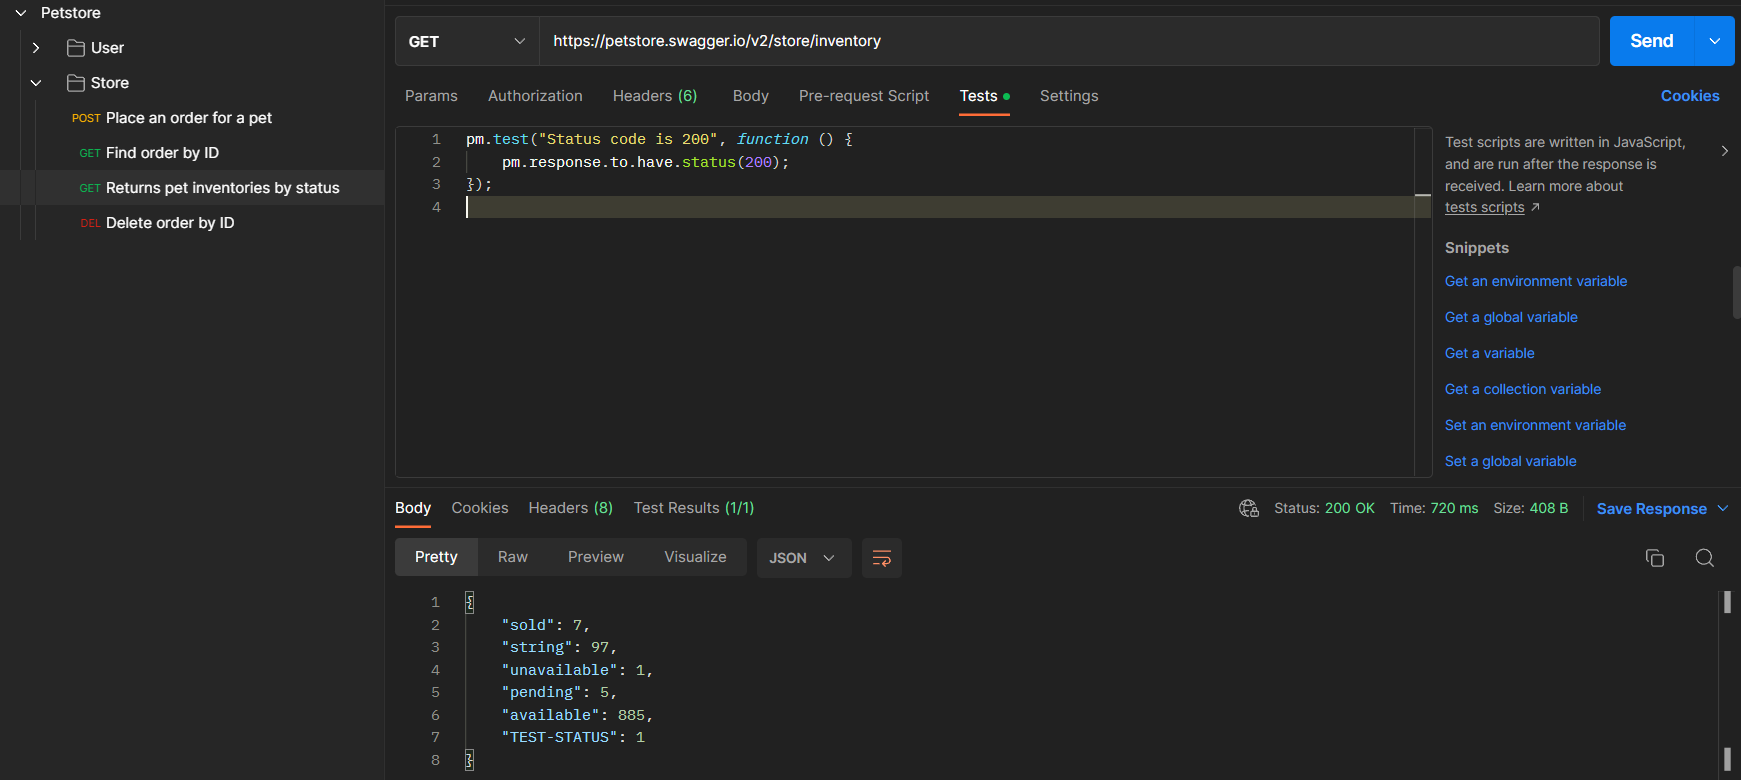 Petstore
User
Store
POST Place an order for a pet
GET Find order by ID
GET Returns pet inventories by status
DEL Delete order by ID
GET https://petstore.swagger.io/v2/store/inventory Send
Params Authorization Headers (6) Body Pre-request Script Tests Settings Cookies
1 pm.test("Status code is 200", function () {
2 pm.response.to.have.status(200);
3 });
4
Test scripts are written in JavaScript,
and are run after the response is
received. Learn more about
tests scripts ↗
Snippets
Get an environment variable
Get a global variable
Get a variable
Get a collection variable
Set an environment variable
Set a global variable
Body Cookies Headers (8) Test Results (1/1) Status: 200 OK Time: 720 ms Size: 408 B Save Response
Pretty Raw Preview Visualize JSON
1 {
2 "sold": 7,
3 "string": 97,
4 "unavailable": 1,
5 "pending": 5,
6 "available": 885,
7 "TEST-STATUS": 1
8 }